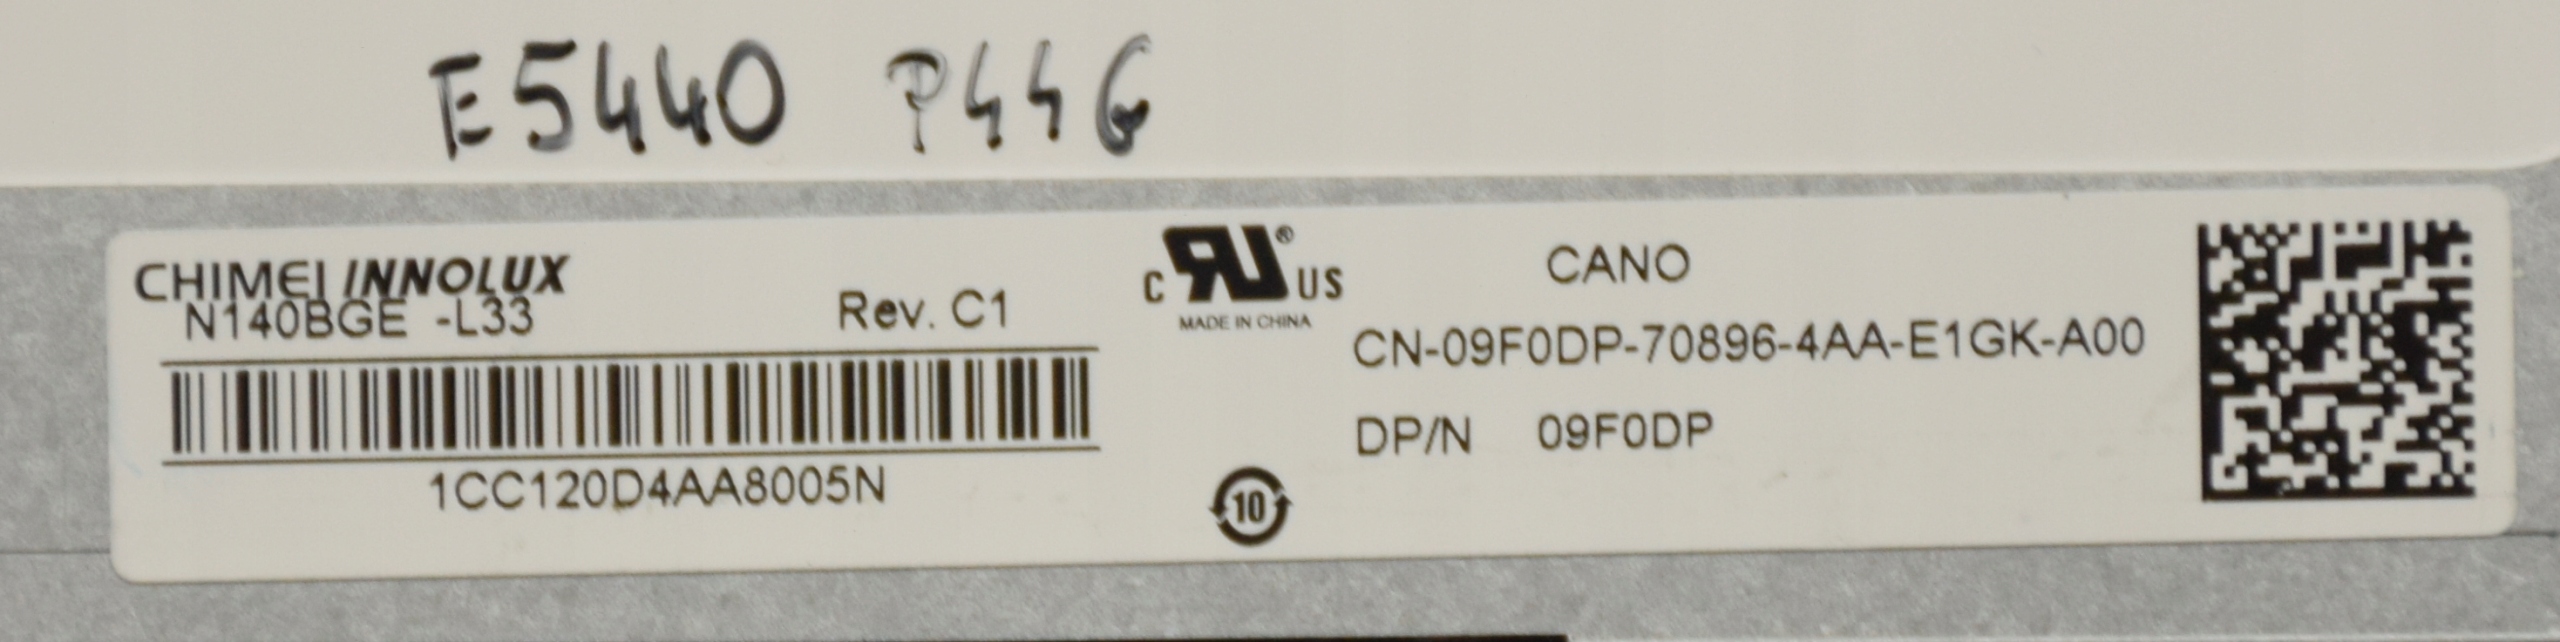 E5440 P44G
CHIMEI INNOLUX
N140BGE -L33
Rev. C1
1CC120D4AA8005N
C RU® US
MADE IN CHINA
10
CANO
CN-09F0DP-70896-4AA-E1GK-A00
DP/N 09F0DP